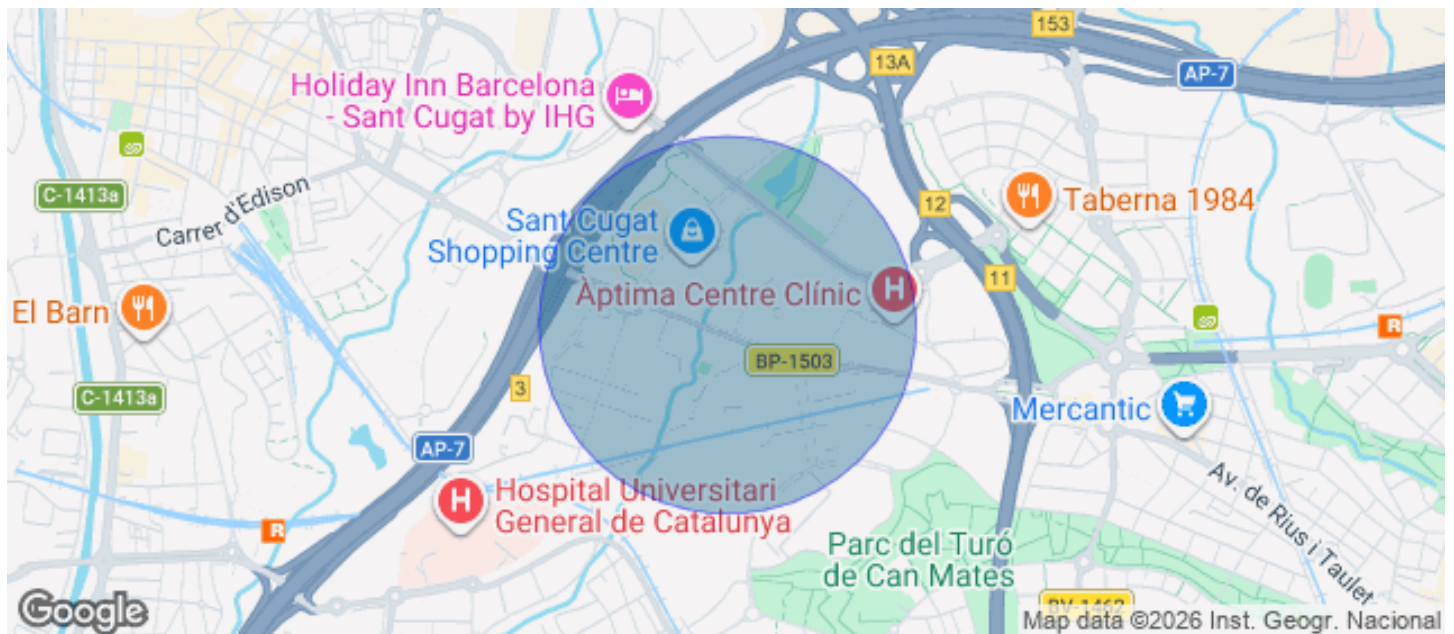 153
13A
AP-7
Holiday Inn Barcelona
- Sant Cugat by IHG
C-1413a
Carrer d'Edison
Sant Cugat
Shopping Centre
12
Taberna 1984
El Barn
Àptima Centre Clínic
H
11
R
BP-1503
3
C-1413a
Mercantic
AP-7
H
Hospital Universitari
General de Catalunya
Av. de Rius i Taulet
R
Parc del Turó
de Can Mates
BV-1462
Google
Map data ©2026 Inst. Geogr. Nacional